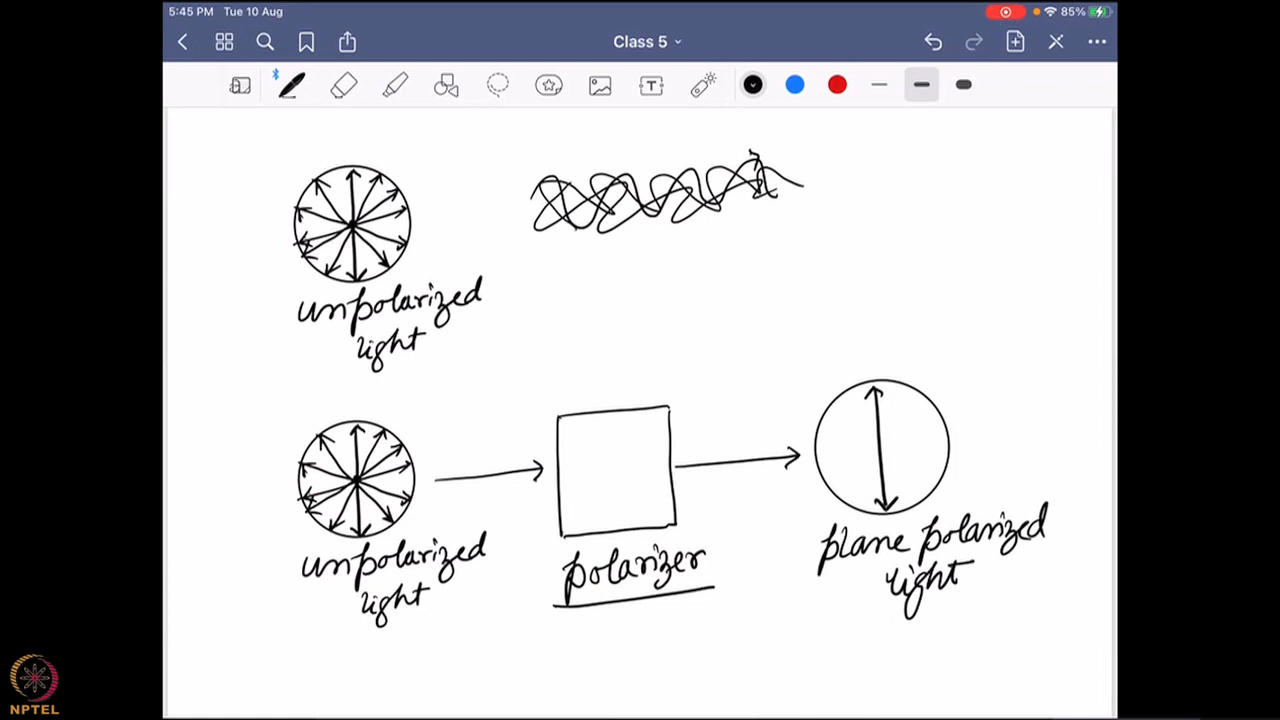 5:45 PM Tue 10 Aug
85%
Class 5
T
unpolarized
light
unpolarized
light
polarizer
plane polarized
light
NPTEL